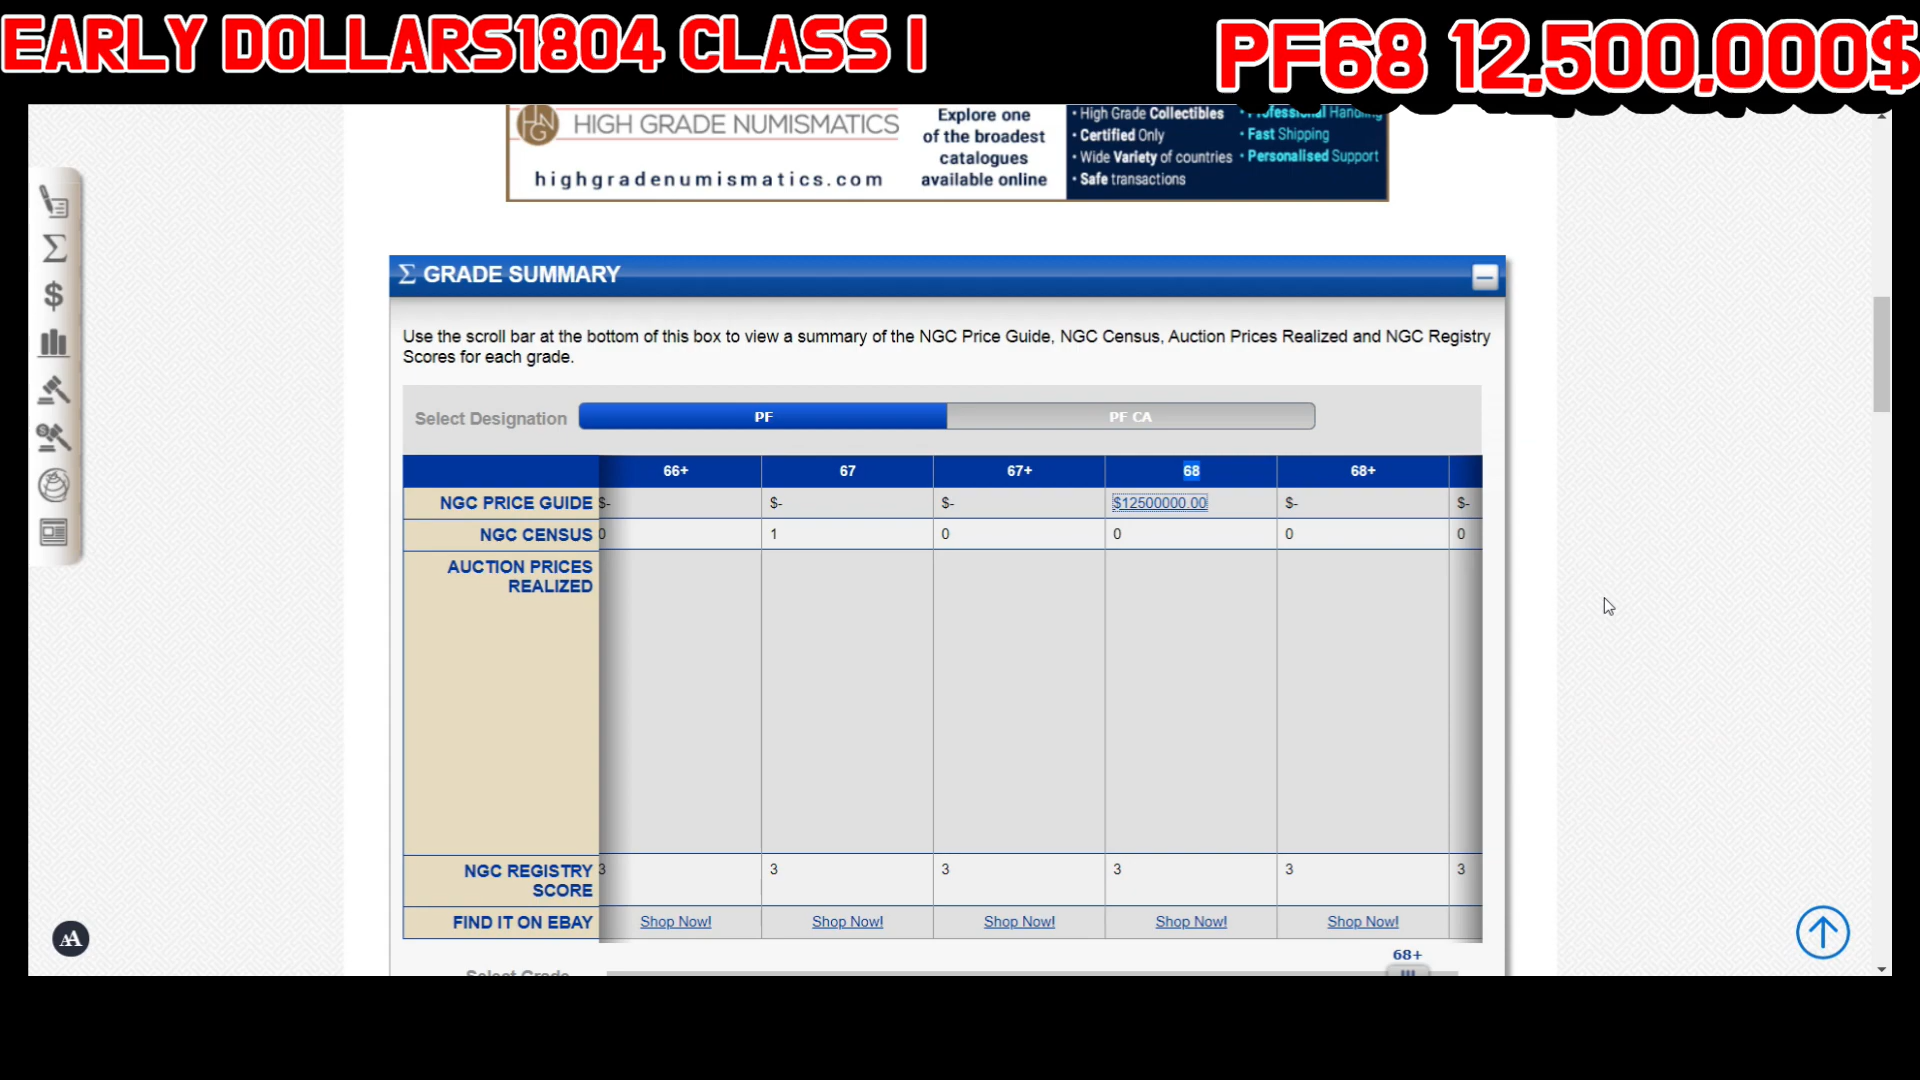 EARLY DOLLARS1804 CLASS I
PF68 12,500,000$
HNG
HIGH GRADE NUMISMATICS
highgradenumismatics.com
Explore one
of the broadest
catalogues
available online
• High Grade Collectibles
• Certified Only
• Wide Variety of countries
• Safe transactions
• Professional Handling
• Fast Shipping
• Personalised Support
Σ GRADE SUMMARY
Use the scroll bar at the bottom of this box to view a summary of the NGC Price Guide, NGC Census, Auction Prices Realized and NGC Registry
Scores for each grade.
Select Designation PF PF CA
66+ 67 67+ 68 68+
NGC PRICE GUIDE $- $- $- $12500000.00 $- $-
NGC CENSUS 0 1 0 0 0 0
AUCTION PRICES
REALIZED
NGC REGISTRY
SCORE 3 3 3 3 3 3
FIND IT ON EBAY Shop Now! Shop Now! Shop Now! Shop Now! Shop Now!
68+
Select Grade
AA